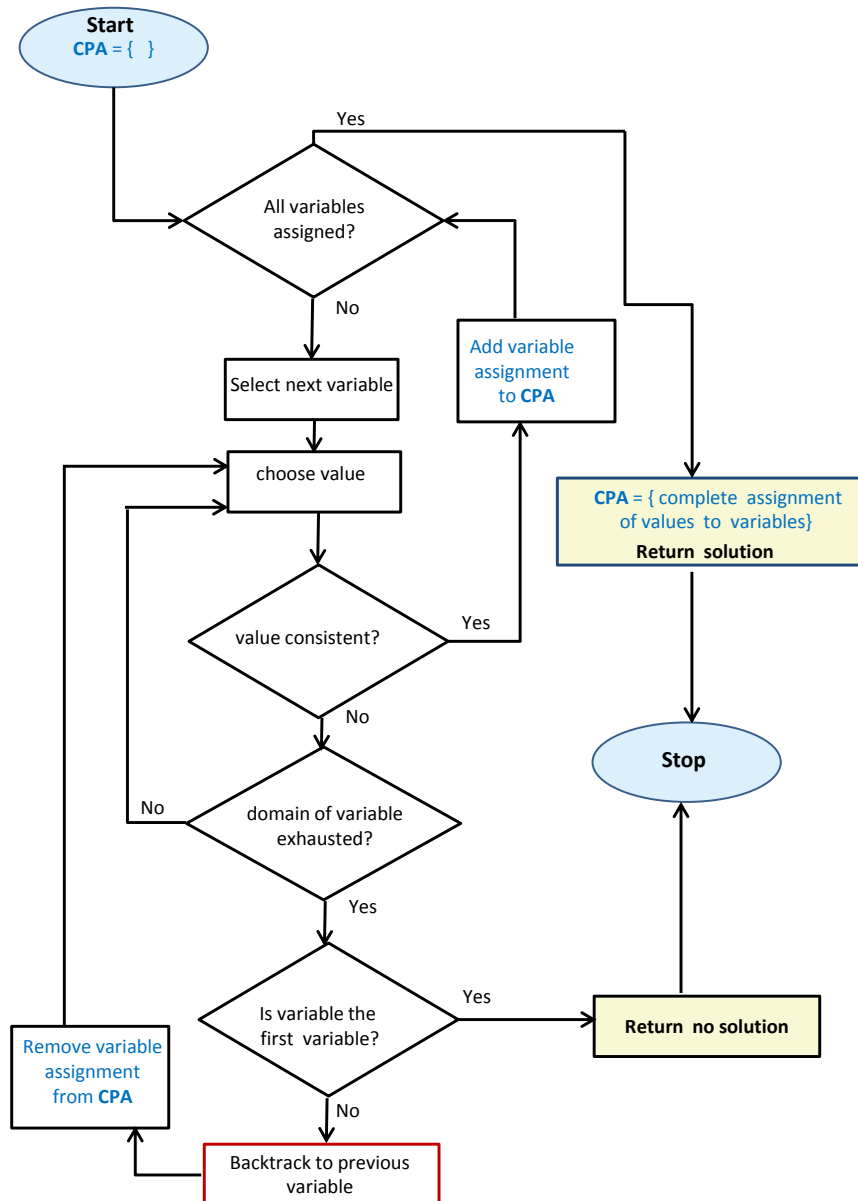 Start
CPA = {   }
Yes
All variables
assigned?
No
Add variable
assignment
to CPA
Select next variable
choose value
CPA = { complete assignment
of values to variables}
Return solution
value consistent?
Yes
No
Stop
domain of variable
exhausted?
No
Yes
Is variable the
first variable?
Yes
Return no solution
Remove variable
assignment
from CPA
No
Backtrack to previous
variable